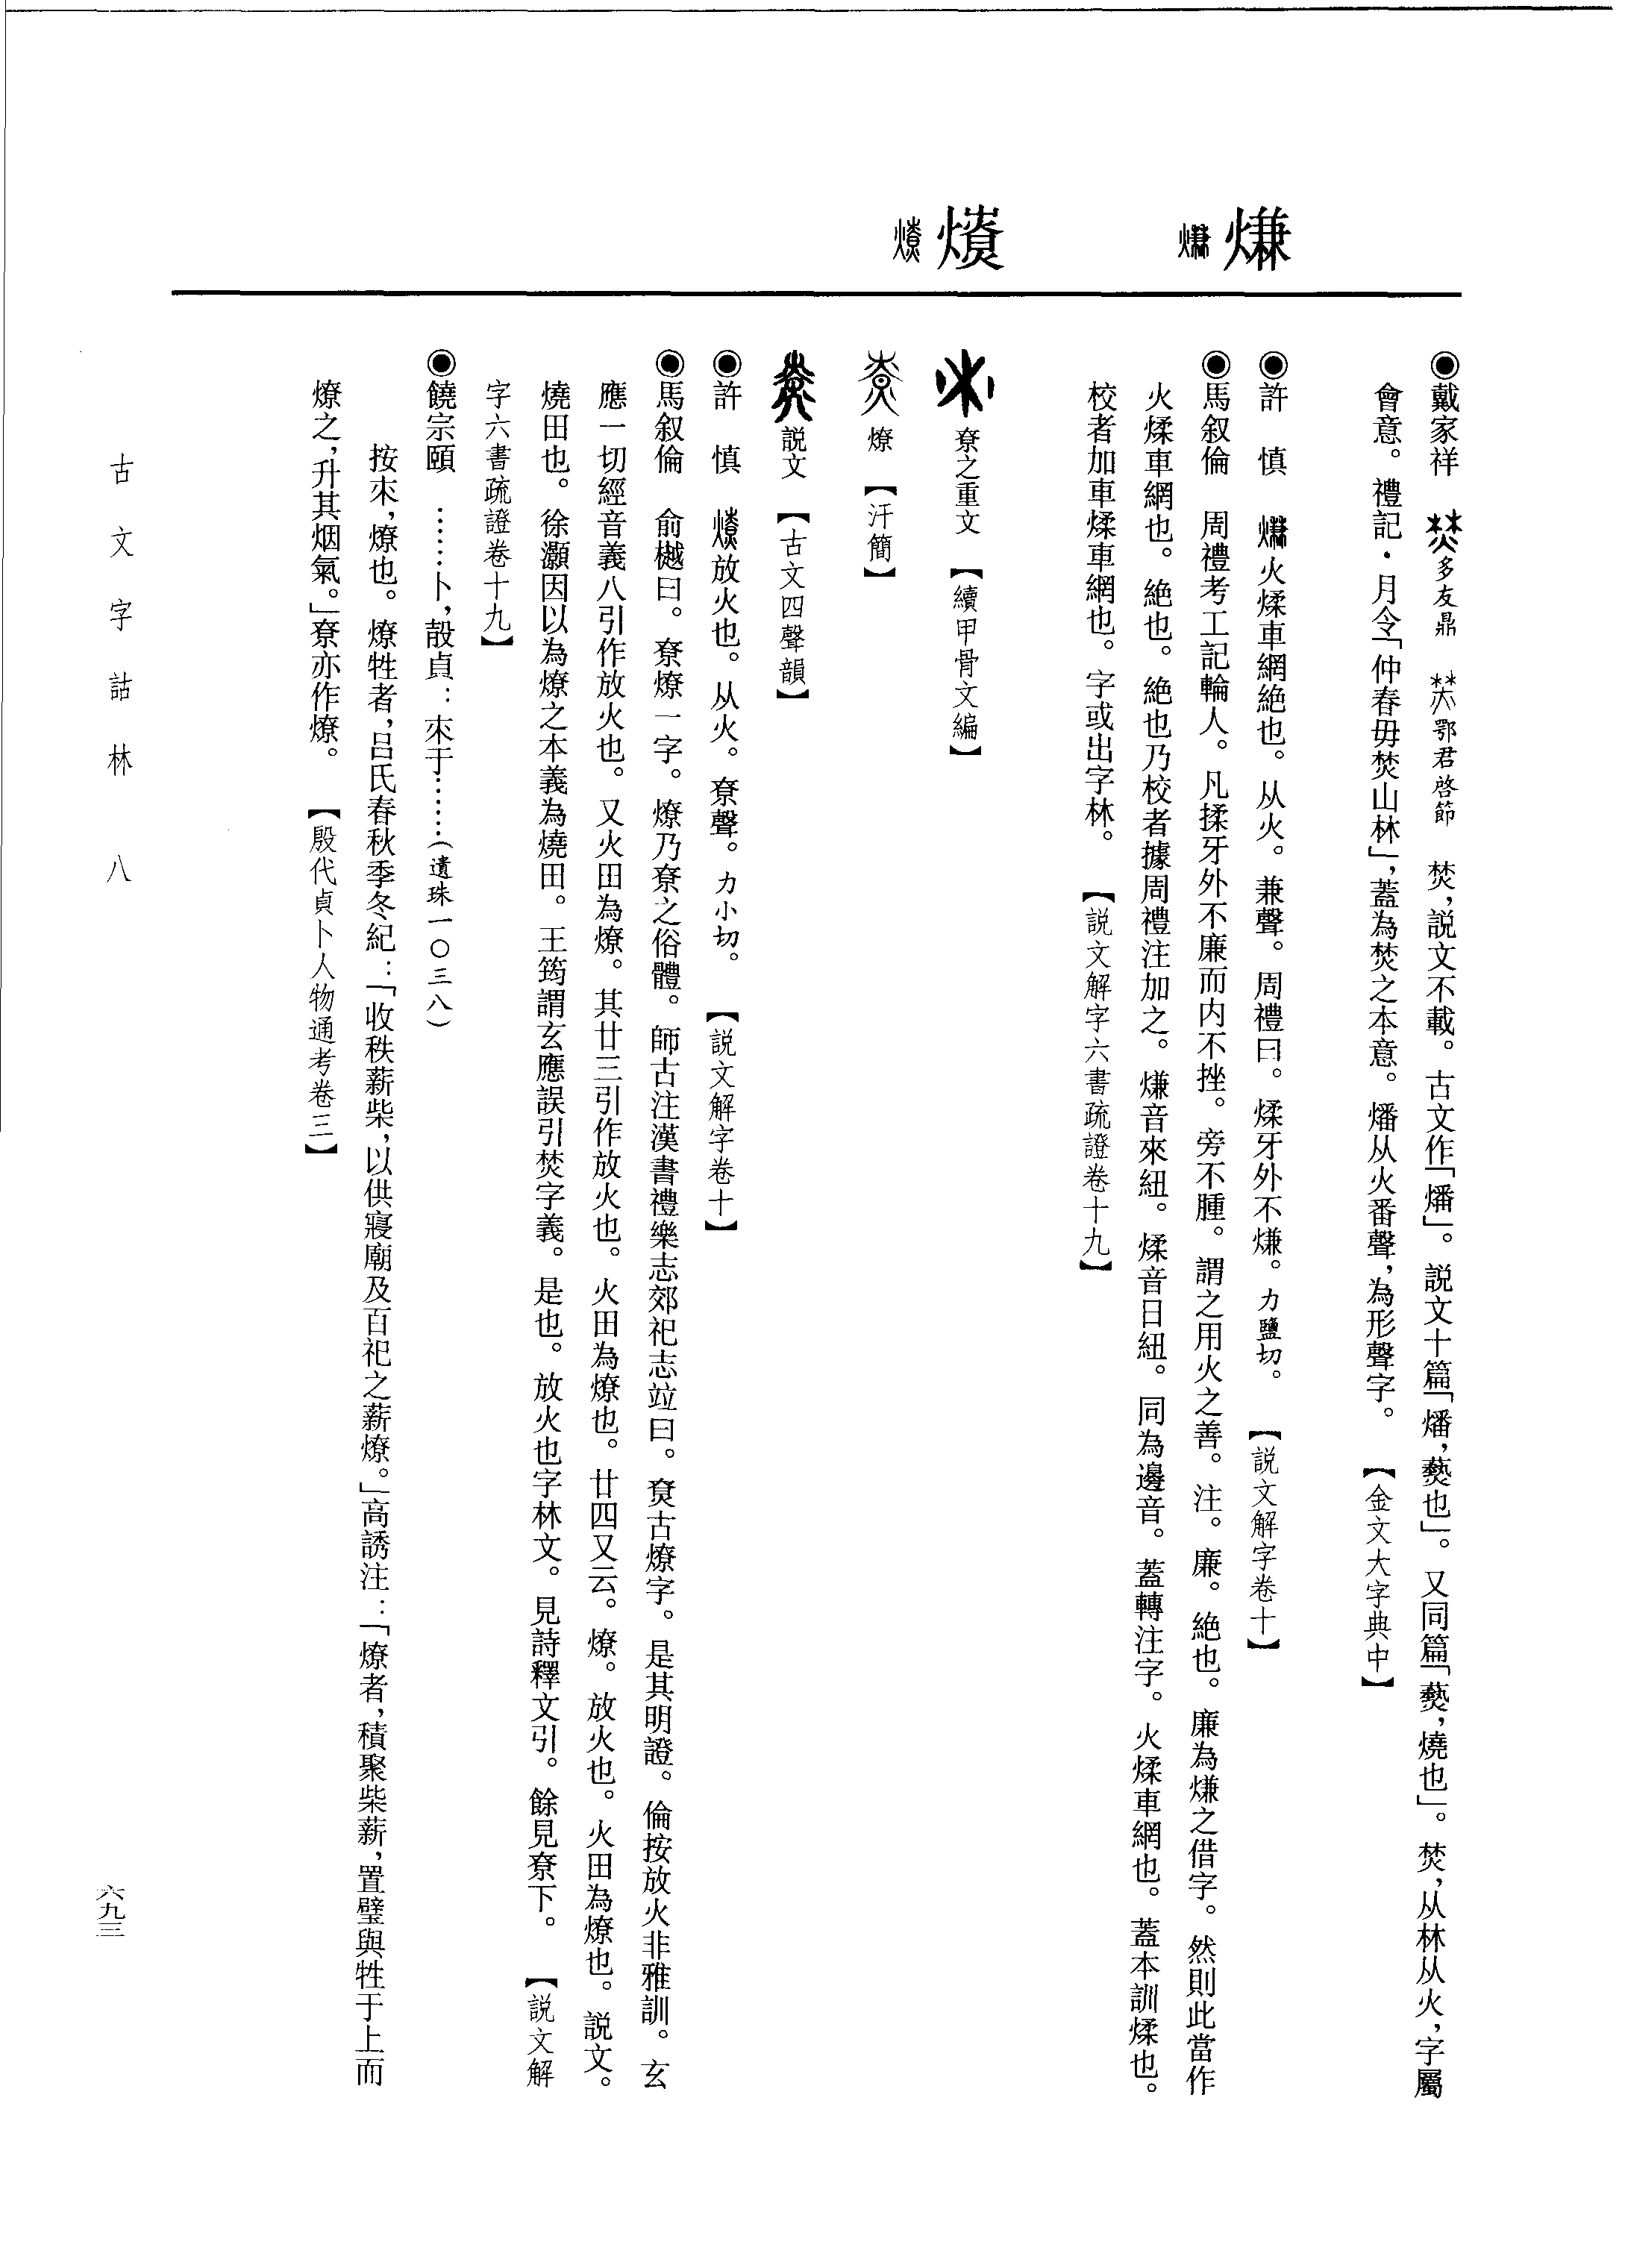 熑
燎
◉戴家祥　多友鼎　鄂君啓節　焚，説文不載。古文作「燔」。説文十篇「燔，爇也」。又同篇「爇，燒也」。焚，从林从火，字屬
會意。禮記·月令「仲春毋焚山林」，蓋為焚之本意。燔从火番聲，為形聲字。　【金文大字典中】
◉許　慎　火煣車網絶也。从火。兼聲。周禮曰。煣牙外不熑。力鹽切。　【説文解字卷十】
◉馬叙倫　周禮考工記輪人。凡揉牙外不廉而内不挫。旁不腫。謂之用火之善。注。廉。絶也。廉為熑之借字。然則此當作
火煣車網也。絶也。絶也乃校者據周禮注加之。熑音來紐。煣音日紐。同為邊音。蓋轉注字。火煣車網也。蓋本訓煣也。
校者加車煣車網也。字或出字林。　【説文解字六書疏證卷十九】
尞之重文　【續甲骨文編】
燎　【汗簡】
説文　【古文四聲韻】
◉許　慎　放火也。从火。尞聲。力小切。　【説文解字卷十】
◉馬叙倫　俞樾曰。尞燎一字。燎乃尞之俗體。師古注漢書禮樂志郊祀志竝曰。尞古燎字。是其明證。倫按放火非雅訓。玄
應一切經音義八引作放火也。又火田為燎。其廿三引作放火也。火田為燎也。廿四又云。燎。放火也。火田為燎也。説文。
燒田也。徐灝因以為燎之本義為燒田。王筠謂玄應誤引焚字義。是也。放火也字林文。見詩釋文引。餘見尞下。　【説文解
字六書疏證卷十九】
◉饒宗頤　……卜，㱿貞：𡗜于……（遺珠一〇三八）
按𡗜，燎也。燎牲者，呂氏春秋季冬紀：「收秩薪柴，以供寢廟及百祀之薪燎。」高誘注：「燎者，積聚柴薪，置璧與牲于上而
燎之，升其烟氣。」尞亦作燎。　【殷代貞卜人物通考卷三】
古文字詁林　八
六九三